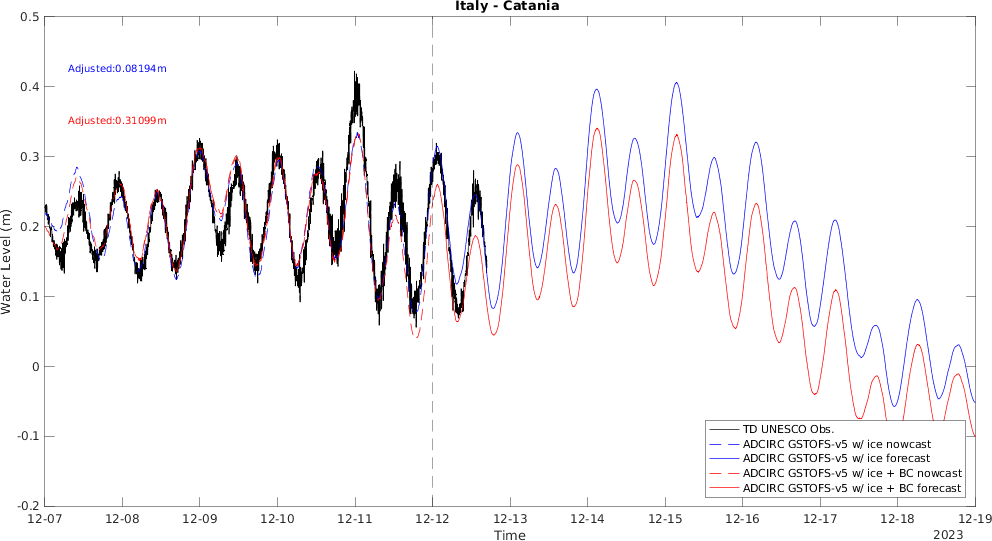 Italy - Catania
0.5
0.4
0.3
0.2
0.1
0
-0.1
-0.2
Water Level (m)
Adjusted:0.08194m
Adjusted:0.31099m
TD UNESCO Obs.
ADCIRC GSTOFS-v5 w/ ice nowcast
ADCIRC GSTOFS-v5 w/ ice forecast
ADCIRC GSTOFS-v5 w/ ice + BC nowcast
ADCIRC GSTOFS-v5 w/ ice + BC forecast
12-07 12-08 12-09 12-10 12-11 12-12 12-13 12-14 12-15 12-16 12-17 12-18 12-19
Time
2023